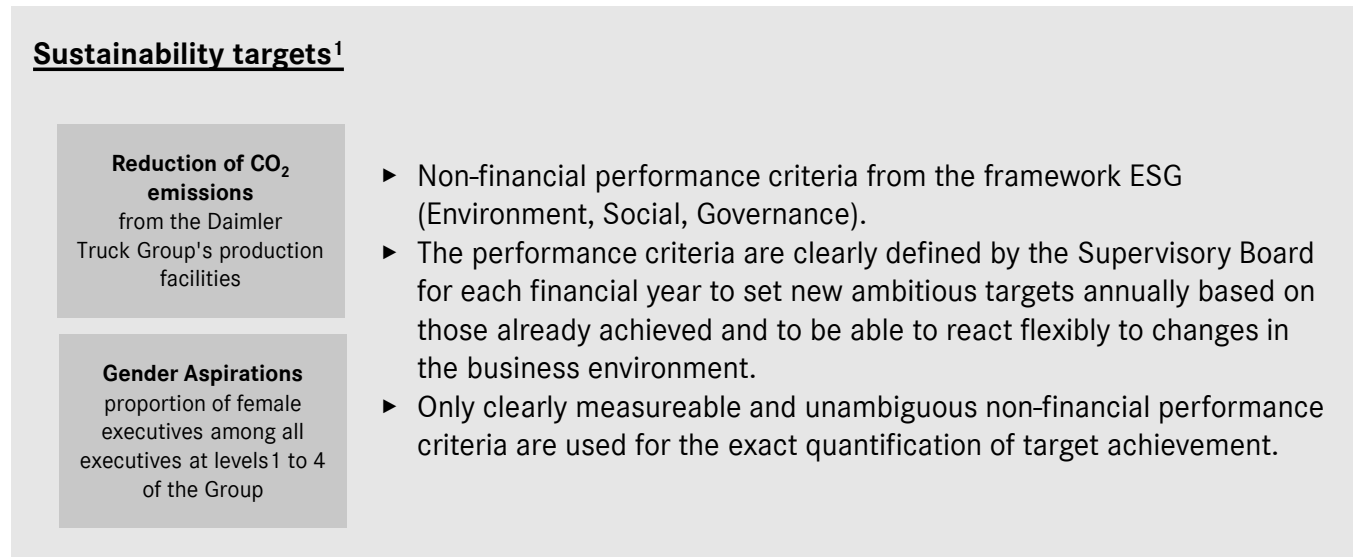 Sustainability targets¹
Reduction of CO₂
emissions
from the Daimler
Truck Group's production
facilities
Gender Aspirations
proportion of female
executives among all
executives at levels1 to 4
of the Group
▸ Non-financial performance criteria from the framework ESG
(Environment, Social, Governance).
▸ The performance criteria are clearly defined by the Supervisory Board
for each financial year to set new ambitious targets annually based on
those already achieved and to be able to react flexibly to changes in
the business environment.
▸ Only clearly measureable and unambiguous non-financial performance
criteria are used for the exact quantification of target achievement.